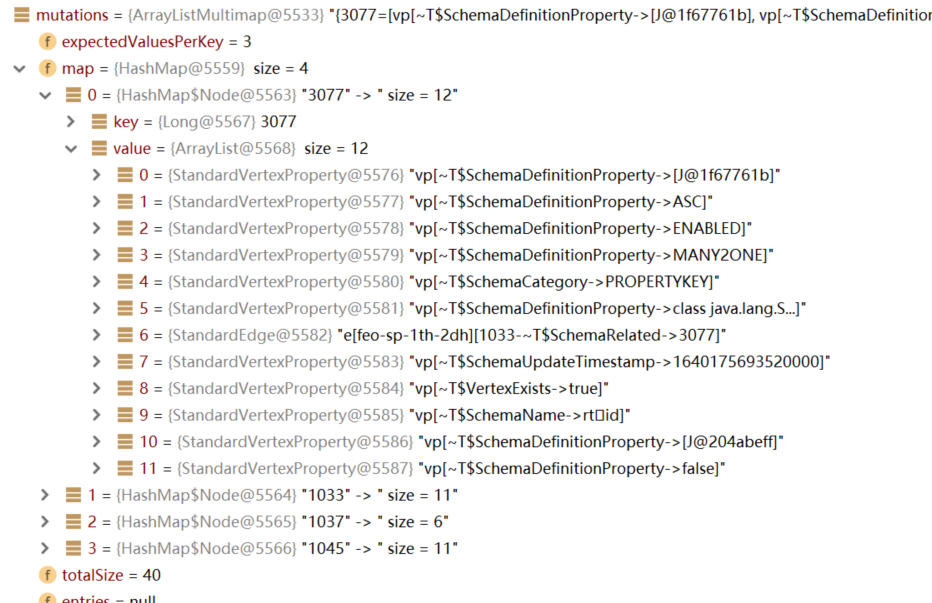 mutations = {ArrayListMultimap@5533} "{3077=[vp[~T$SchemaDefinitionProperty->[J@1f67761b], vp[~T$SchemaDefinition
f expectedValuesPerKey = 3
f map = {HashMap@5559} size = 4
0 = {HashMap$Node@5563} "3077" -> " size = 12"
key = {Long@5567} 3077
value = {ArrayList@5568} size = 12
0 = {StandardVertexProperty@5576} "vp[~T$SchemaDefinitionProperty->[J@1f67761b]"
1 = {StandardVertexProperty@5577} "vp[~T$SchemaDefinitionProperty->ASC]"
2 = {StandardVertexProperty@5578} "vp[~T$SchemaDefinitionProperty->ENABLED]"
3 = {StandardVertexProperty@5579} "vp[~T$SchemaDefinitionProperty->MANY2ONE]"
4 = {StandardVertexProperty@5580} "vp[~T$SchemaCategory->PROPERTYKEY]"
5 = {StandardVertexProperty@5581} "vp[~T$SchemaDefinitionProperty->class java.lang.S...]"
6 = {StandardEdge@5582} "e[feo-sp-1th-2dh][1033-~T$SchemaRelated->3077]"
7 = {StandardVertexProperty@5583} "vp[~T$SchemaUpdateTimestamp->1640175693520000]"
8 = {StandardVertexProperty@5584} "vp[~T$VertexExists->true]"
9 = {StandardVertexProperty@5585} "vp[~T$SchemaName->rt□id]"
10 = {StandardVertexProperty@5586} "vp[~T$SchemaDefinitionProperty->[J@204abeff]"
11 = {StandardVertexProperty@5587} "vp[~T$SchemaDefinitionProperty->false]"
1 = {HashMap$Node@5564} "1033" -> " size = 11"
2 = {HashMap$Node@5565} "1037" -> " size = 6"
3 = {HashMap$Node@5566} "1045" -> " size = 11"
f totalSize = 40
f entries = null